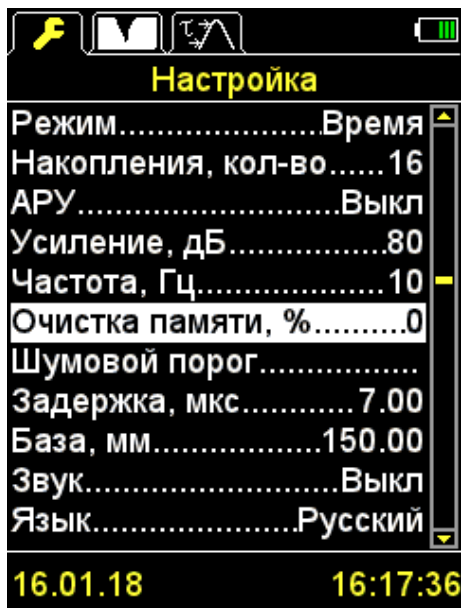 Настройка
Режим.....................Время
Накопления, кол-во......16
АРУ...........................Выкл
Усиление, дБ................80
Частота, Гц...................10
Очистка памяти, %..........0
Шумовой порог................
Задержка, мкс...........7.00
База, мм................150.00
Звук..........................Выкл
Язык.....................Русский
16.01.18 16:17:36